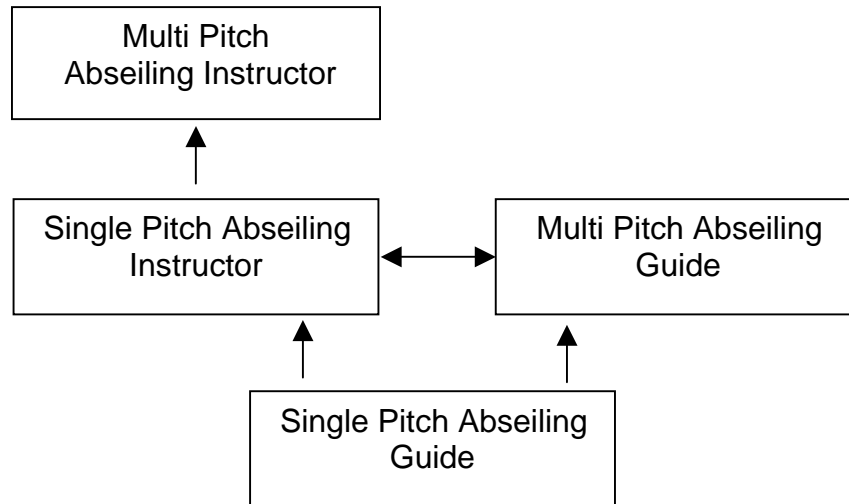 Multi Pitch
Abseiling Instructor
Single Pitch Abseiling
Instructor
Multi Pitch Abseiling
Guide
Single Pitch Abseiling
Guide